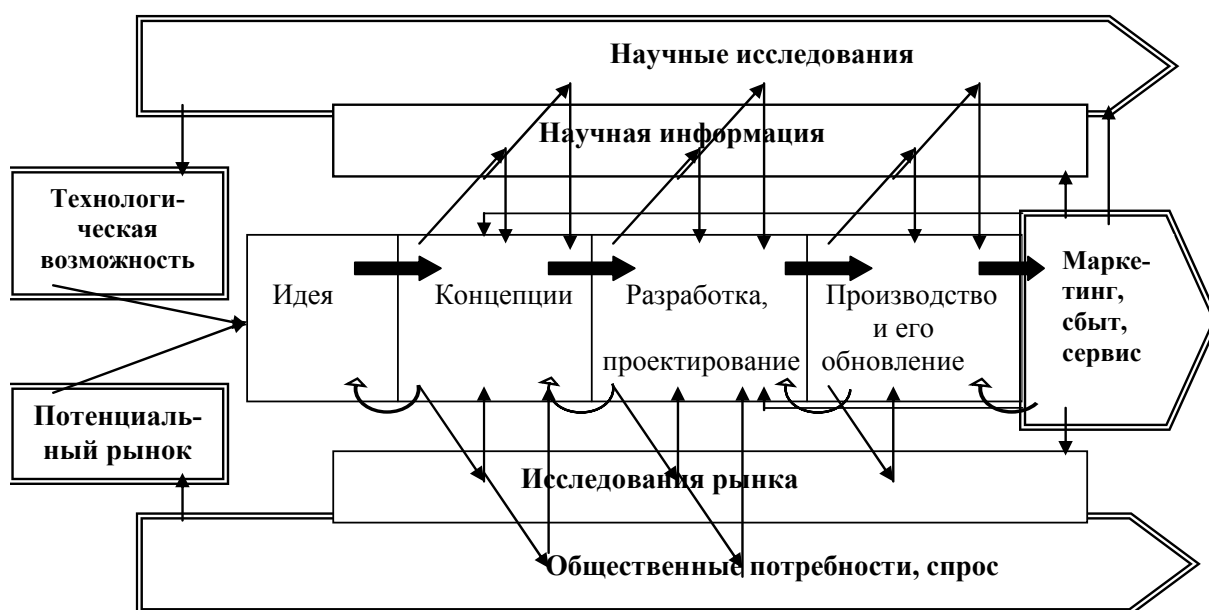 Научные исследования
Научная информация
Технологи-
ческая
возможность
Идея
Концепции
Разработка,
проектирование
Производство
и его
обновление
Марке-
тинг,
сбыт,
сервис
Потенциаль-
ный рынок
Исследования рынка
Общественные потребности, спрос